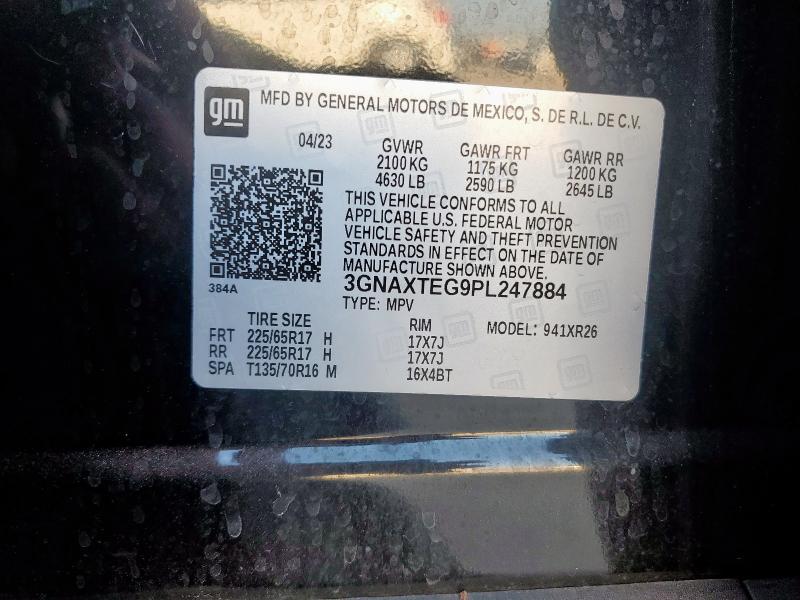 gm
MFD BY GENERAL MOTORS DE MEXICO, S. DE R.L. DE C.V.
04/23 GVWR GAWR FRT GAWR RR
2100 KG 1175 KG 1200 KG
4630 LB 2590 LB 2645 LB
THIS VEHICLE CONFORMS TO ALL
APPLICABLE U.S. FEDERAL MOTOR
VEHICLE SAFETY AND THEFT PREVENTION
STANDARDS IN EFFECT ON THE DATE OF
MANUFACTURE SHOWN ABOVE.
384A
3GNAXTEG9PL247884
TYPE: MPV
TIRE SIZE RIM MODEL: 941XR26
FRT 225/65R17 H 17X7J
RR 225/65R17 H 17X7J
SPA T135/70R16 M 16X4BT